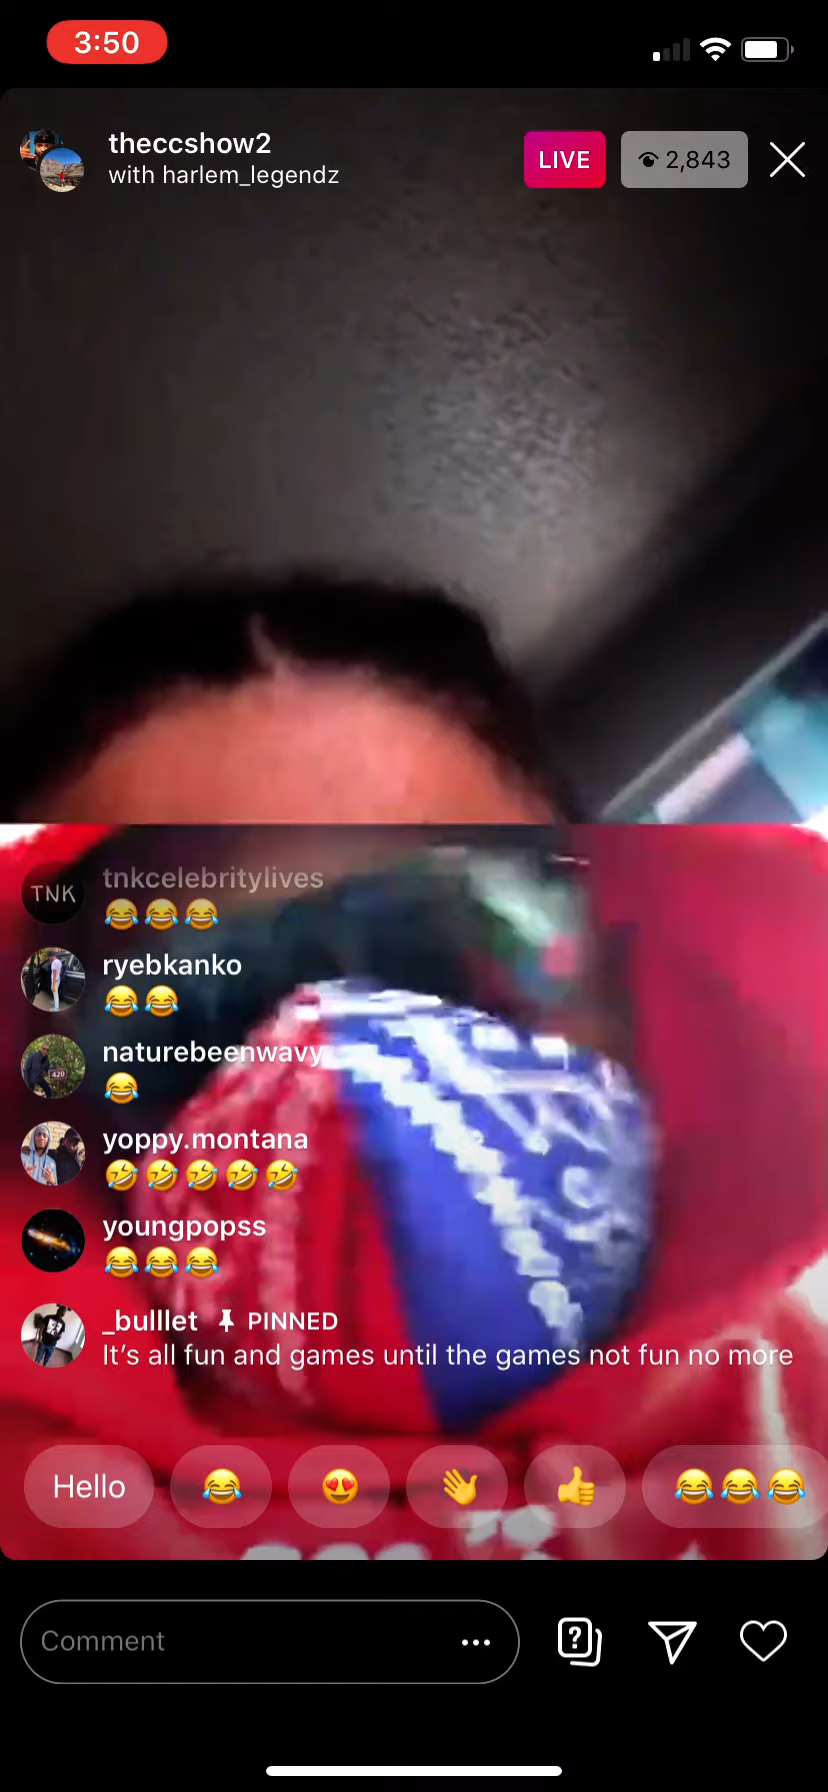 3:50
theccshow2
with harlem_legendz
LIVE
2,843
tnkcelebritylives
TNK
😂😂😂
ryebkanko
😂😂
naturebeenwavy
😂
yoppy.montana
🤣🤣🤣🤣🤣
youngpopss
😂😂😂
_bulllet PINNED
It's all fun and games until the games not fun no more
Hello 😂 😍 👋 👍 😂😂😂
Comment